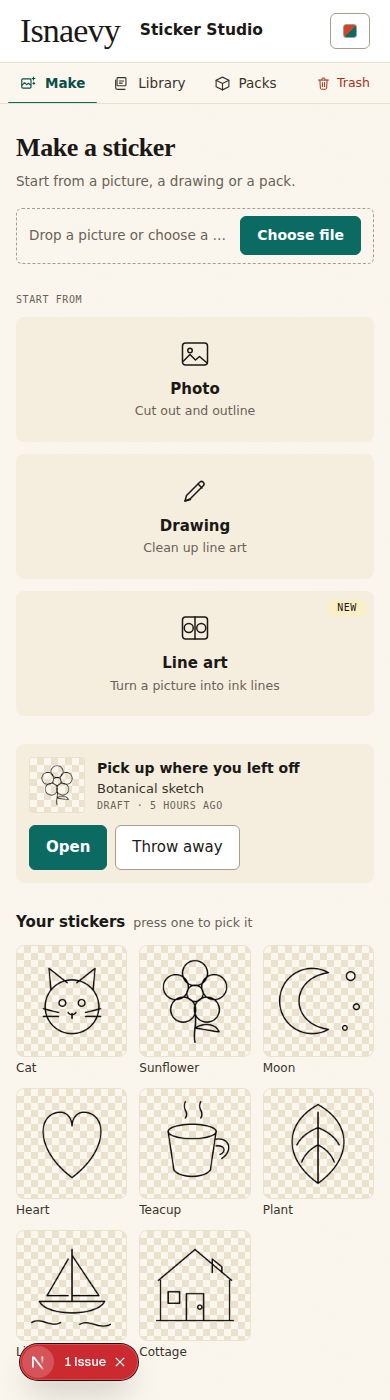 Isnaevy Sticker Studio
Make Library Packs Trash
Make a sticker
Start from a picture, a drawing or a pack.
Drop a picture or choose a … Choose file
START FROM
Photo
Cut out and outline
Drawing
Clean up line art
NEW
Line art
Turn a picture into ink lines
Pick up where you left off
Botanical sketch
DRAFT · 5 HOURS AGO
Open Throw away
Your stickers press one to pick it
Cat Sunflower Moon
Heart Teacup Plant
Cottage
N 1 Issue